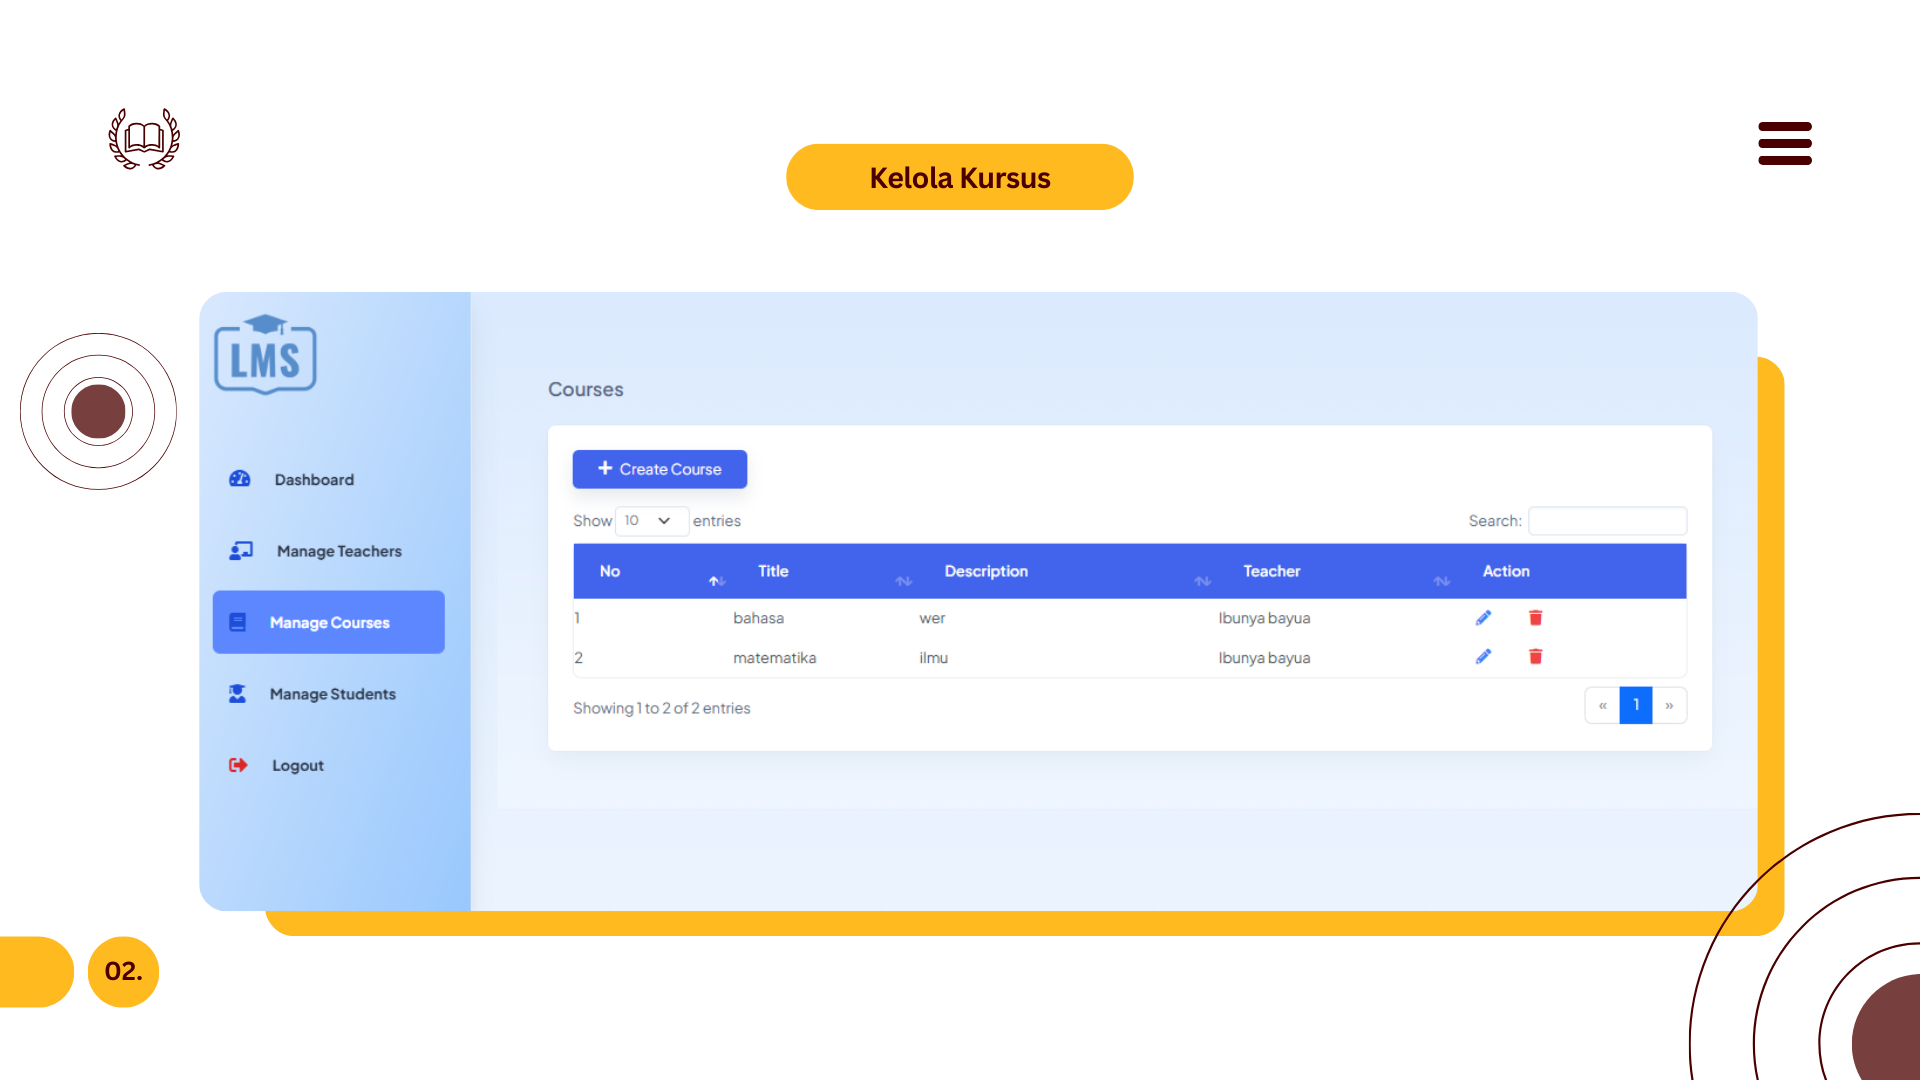 Kelola Kursus
LMS
Dashboard
Manage Teachers
Manage Courses
Manage Students
Logout
Courses
+ Create Course
Show 10 entries
Search:
No Title Description Teacher Action
1 bahasa wer Ibunya bayua
2 matematika ilmu Ibunya bayua
Showing 1 to 2 of 2 entries
« 1 »
02.